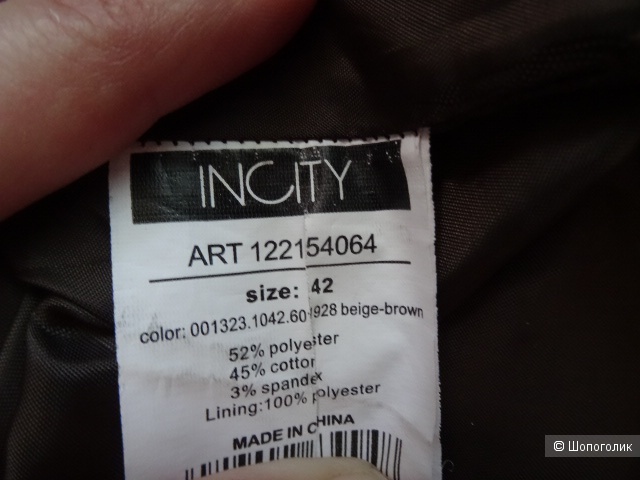 INCITY
ART 122154064
size: 42
color: 001323.1042.60-1928 beige-brown
52% polyester
45% cotton
3% spandex
Lining:100% polyester
MADE IN CHINA
© Шопоголик